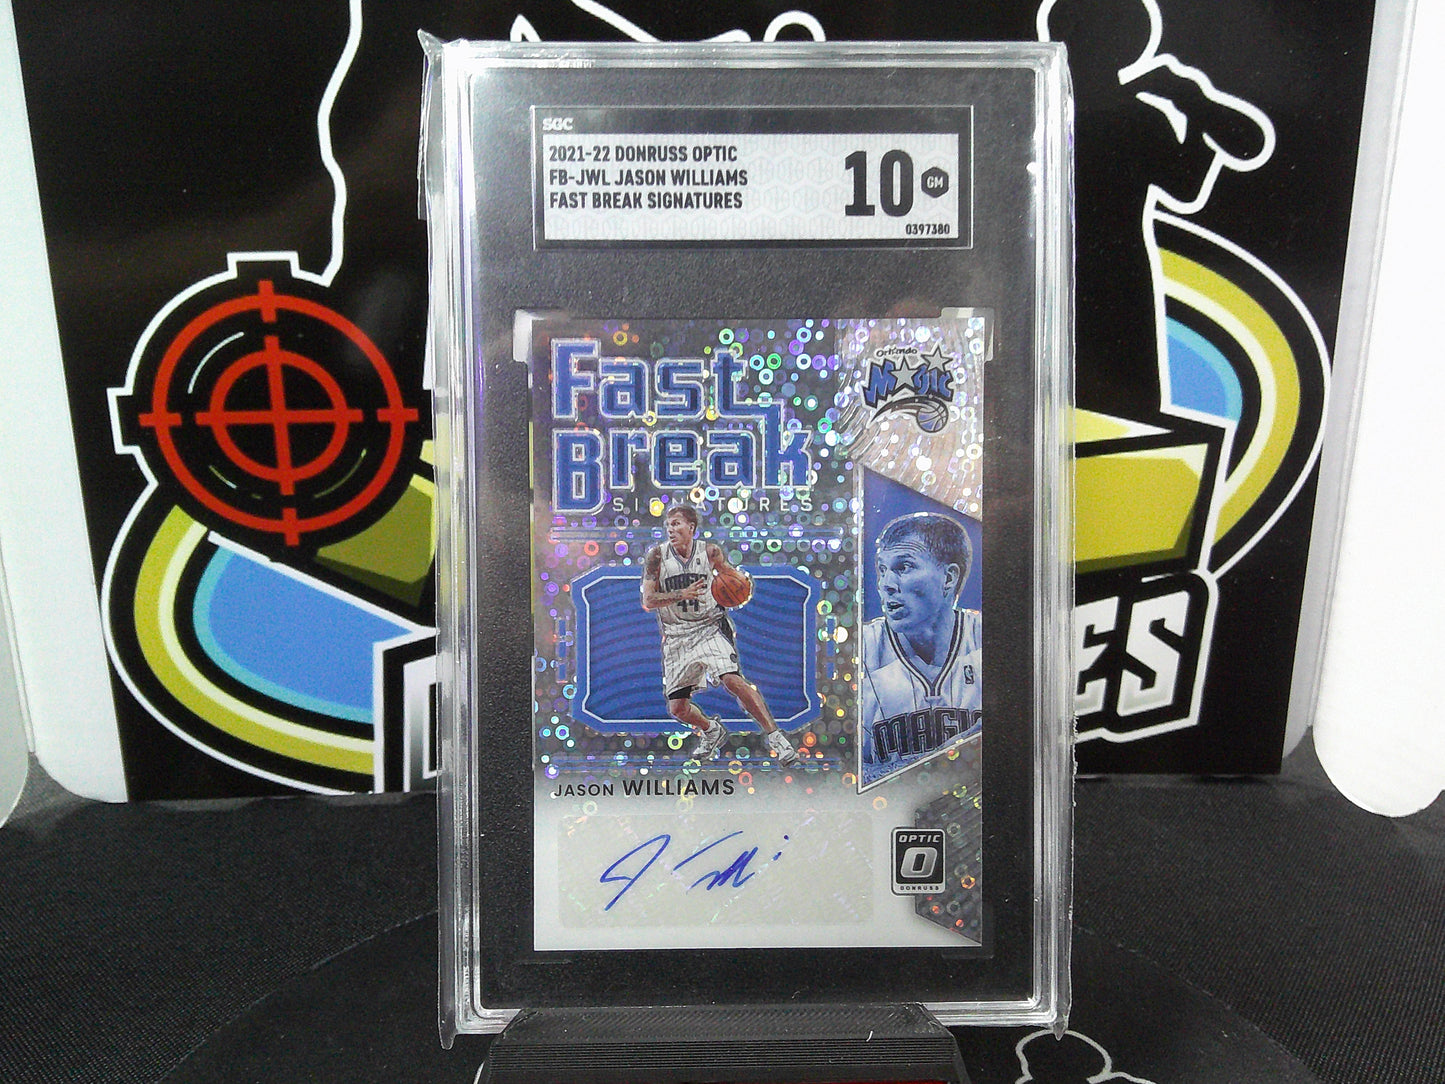 SGC
2021-22 DONRUSS OPTIC
FB-JWL JASON WILLIAMS
FAST BREAK SIGNATURES
10 GM
0397380
Fast
Break
SIGNATURES
Orlando
Magic
MAGIC
44
MAGIC
JASON WILLIAMS
OPTIC
O
DONRUSS
ES